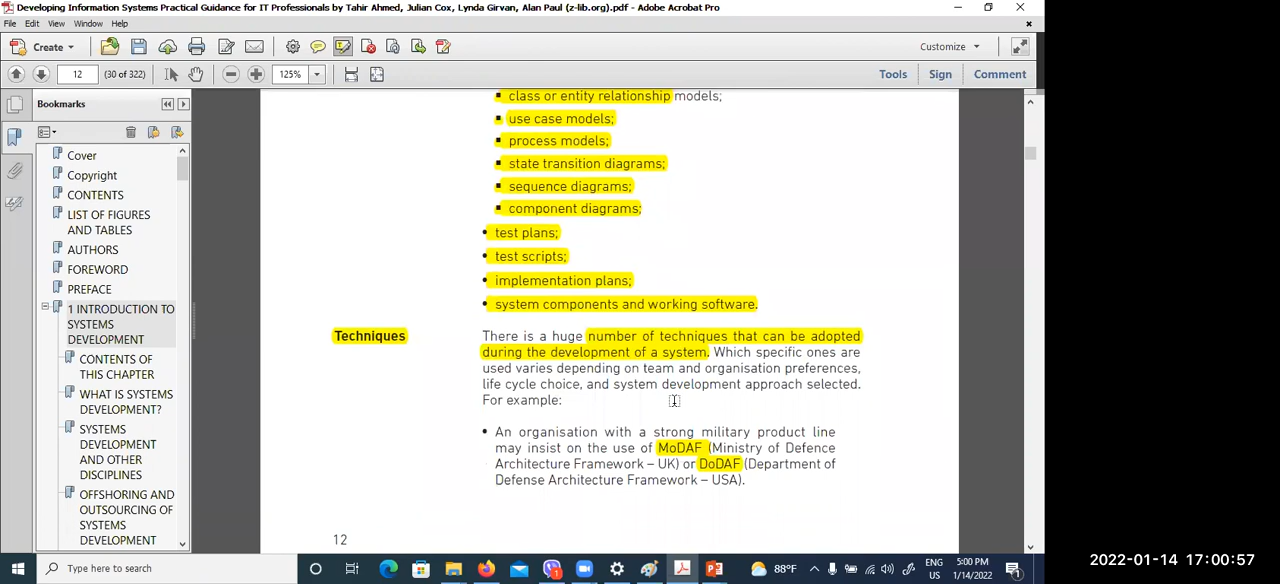 Developing Information Systems Practical Guidance for IT Professionals by Tahir Ahmed, Julian Cox, Lynda Girvan, Alan Paul (z-lib.org).pdf - Adobe Acrobat Pro
File Edit View Window Help
Create Customize
12 (30 of 322) 125% Tools Sign Comment
Bookmarks
Cover
Copyright
CONTENTS
LIST OF FIGURES
AND TABLES
AUTHORS
FOREWORD
PREFACE
1 INTRODUCTION TO
SYSTEMS
DEVELOPMENT
CONTENTS OF
THIS CHAPTER
WHAT IS SYSTEMS
DEVELOPMENT?
SYSTEMS
DEVELOPMENT
AND OTHER
DISCIPLINES
OFFSHORING AND
OUTSOURCING OF
SYSTEMS
DEVELOPMENT
▪ class or entity relationship models;
▪ use case models;
▪ process models;
▪ state transition diagrams;
▪ sequence diagrams;
▪ component diagrams;
• test plans;
• test scripts;
• implementation plans;
• system components and working software.
Techniques
There is a huge number of techniques that can be adopted
during the development of a system. Which specific ones are
used varies depending on team and organisation preferences,
life cycle choice, and system development approach selected.
For example:
• An organisation with a strong military product line
may insist on the use of MoDAF (Ministry of Defence
Architecture Framework – UK) or DoDAF (Department of
Defense Architecture Framework – USA).
12
Type here to search
1
88°F
ENG
US
5:00 PM
1/14/2022
1
2022-01-14 17:00:57